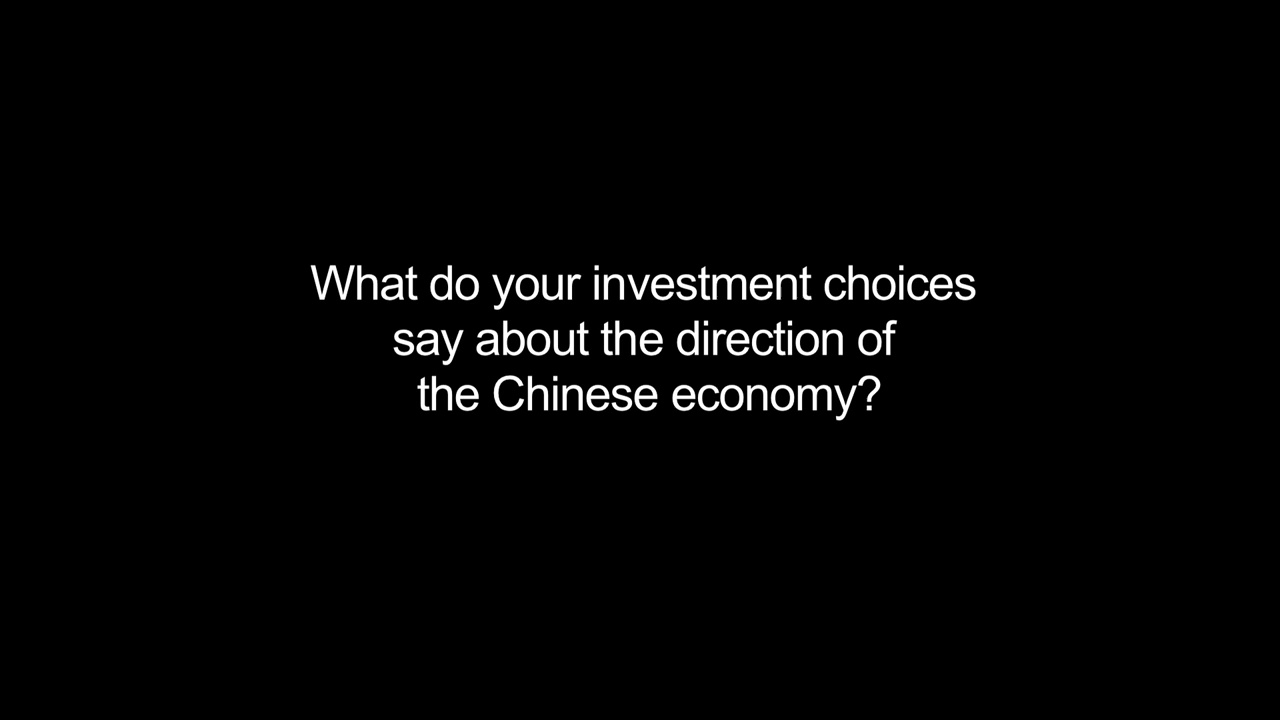 What do your investment choices
say about the direction of
the Chinese economy?